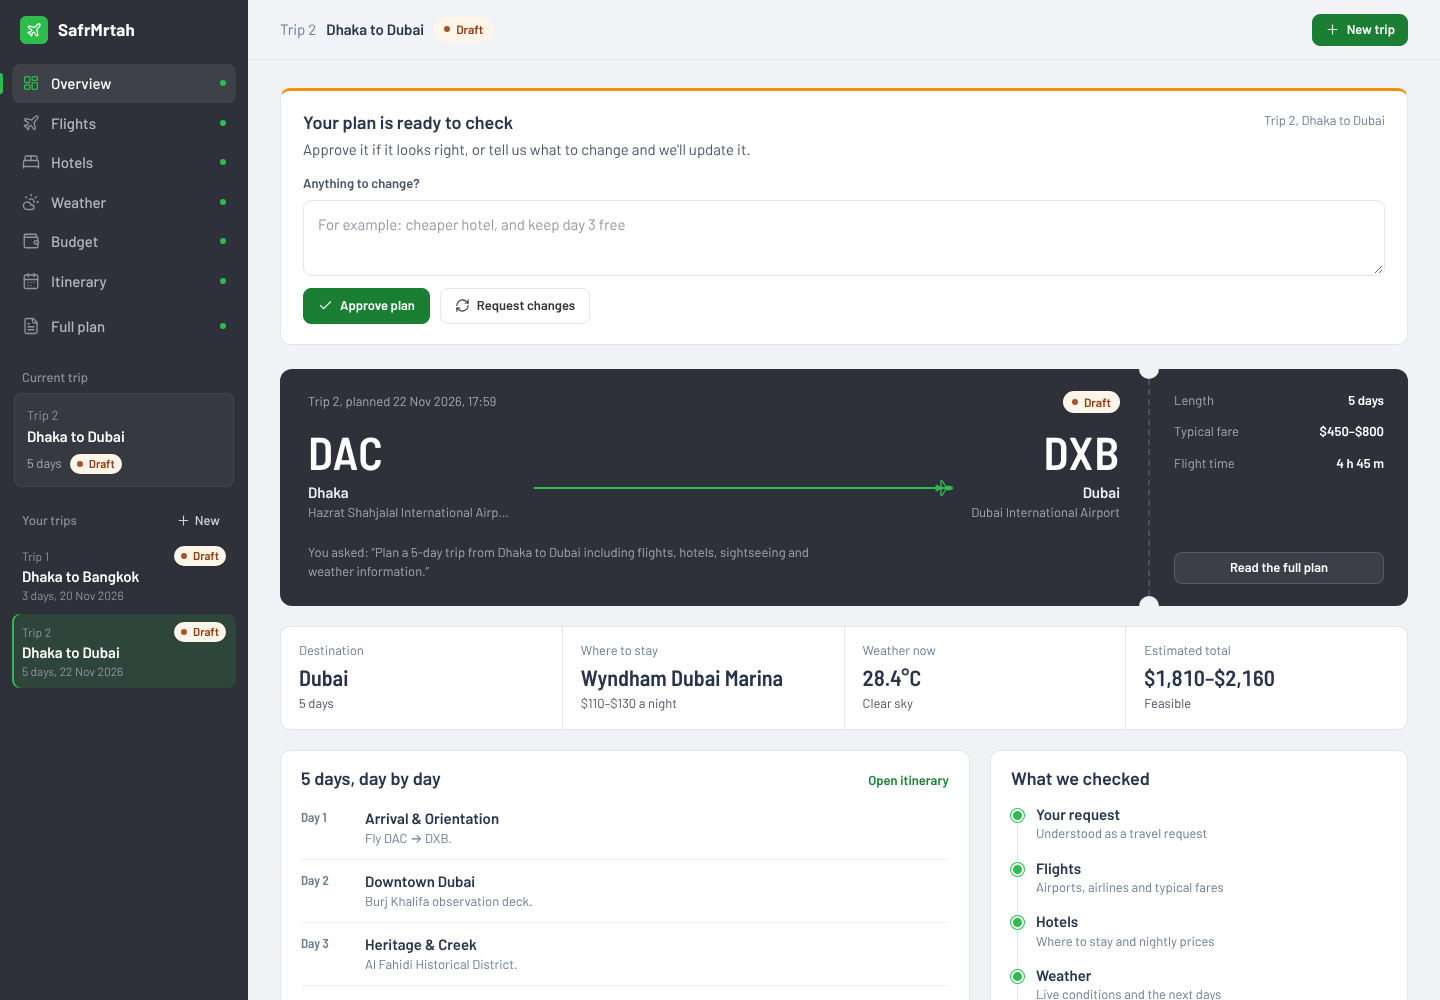 SafrMrtah
Overview
Flights
Hotels
Weather
Budget
Itinerary
Full plan
Current trip
Trip 2
Dhaka to Dubai
5 days Draft
Your trips + New
Trip 1 Draft
Dhaka to Bangkok
3 days, 20 Nov 2026
Trip 2 Draft
Dhaka to Dubai
5 days, 22 Nov 2026
Trip 2 Dhaka to Dubai Draft
+ New trip
Your plan is ready to check
Trip 2, Dhaka to Dubai
Approve it if it looks right, or tell us what to change and we'll update it.
Anything to change?
For example: cheaper hotel, and keep day 3 free
Approve plan
Request changes
Trip 2, planned 22 Nov 2026, 17:59
Draft
DAC
DXB
Dhaka
Dubai
Hazrat Shahjalal International Airp...
Dubai International Airport
You asked: “Plan a 5-day trip from Dhaka to Dubai including flights, hotels, sightseeing and
weather information.”
Length 5 days
Typical fare $450–$800
Flight time 4 h 45 m
Read the full plan
Destination
Dubai
5 days
Where to stay
Wyndham Dubai Marina
$110–$130 a night
Weather now
28.4°C
Clear sky
Estimated total
$1,810–$2,160
Feasible
5 days, day by day
Open itinerary
Day 1 Arrival & Orientation
Fly DAC → DXB.
Day 2 Downtown Dubai
Burj Khalifa observation deck.
Day 3 Heritage & Creek
Al Fahidi Historical District.
What we checked
Your request
Understood as a travel request
Flights
Airports, airlines and typical fares
Hotels
Where to stay and nightly prices
Weather
Live conditions and the next days